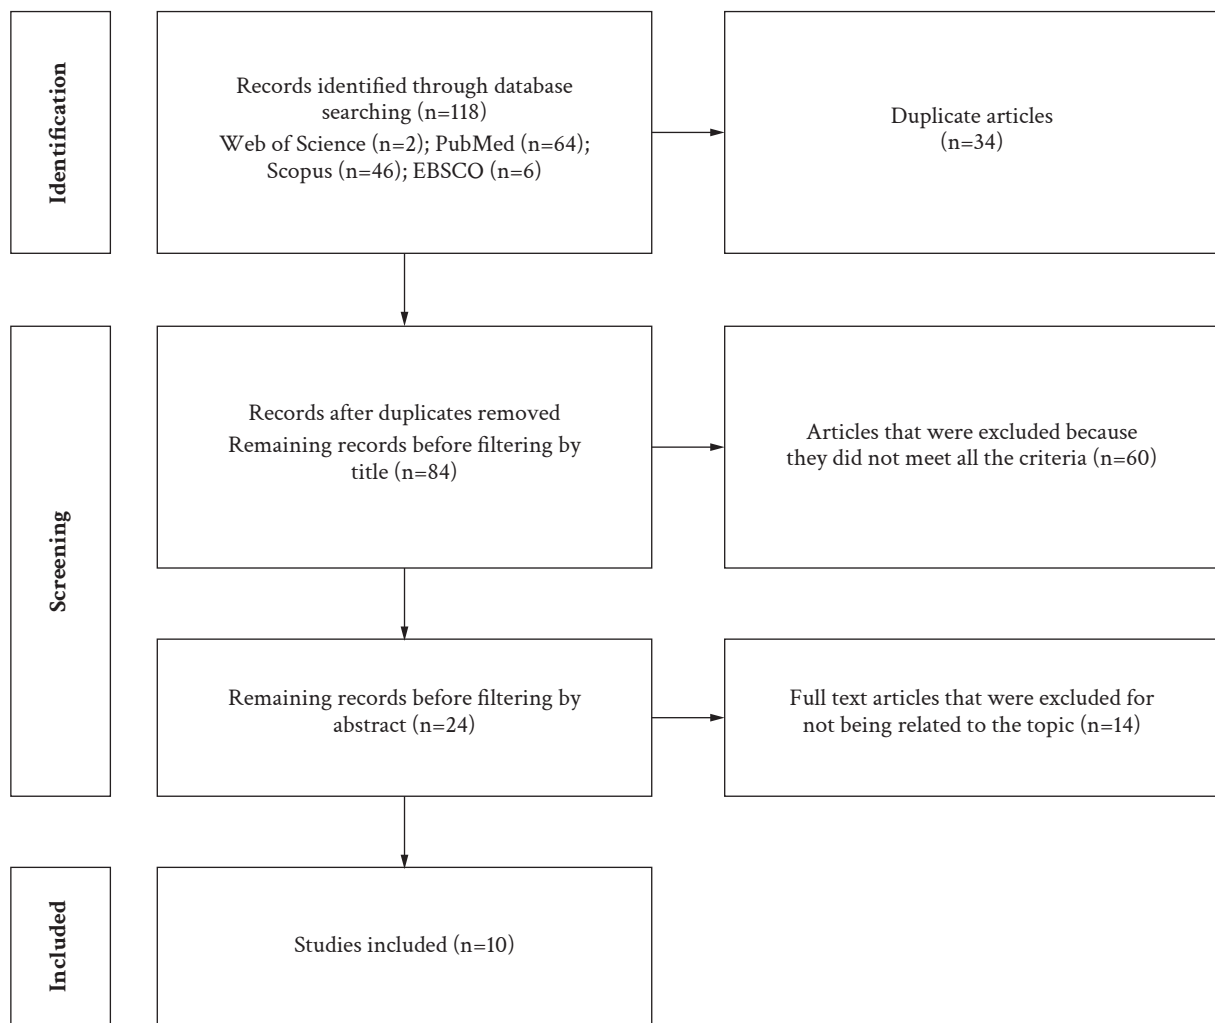 Identification
Records identified through database
searching (n=118)
Web of Science (n=2); PubMed (n=64);
Scopus (n=46); EBSCO (n=6)
Duplicate articles
(n=34)
Screening
Records after duplicates removed
Remaining records before filtering by
title (n=84)
Articles that were excluded because
they did not meet all the criteria (n=60)
Remaining records before filtering by
abstract (n=24)
Full text articles that were excluded for
not being related to the topic (n=14)
Included
Studies included (n=10)